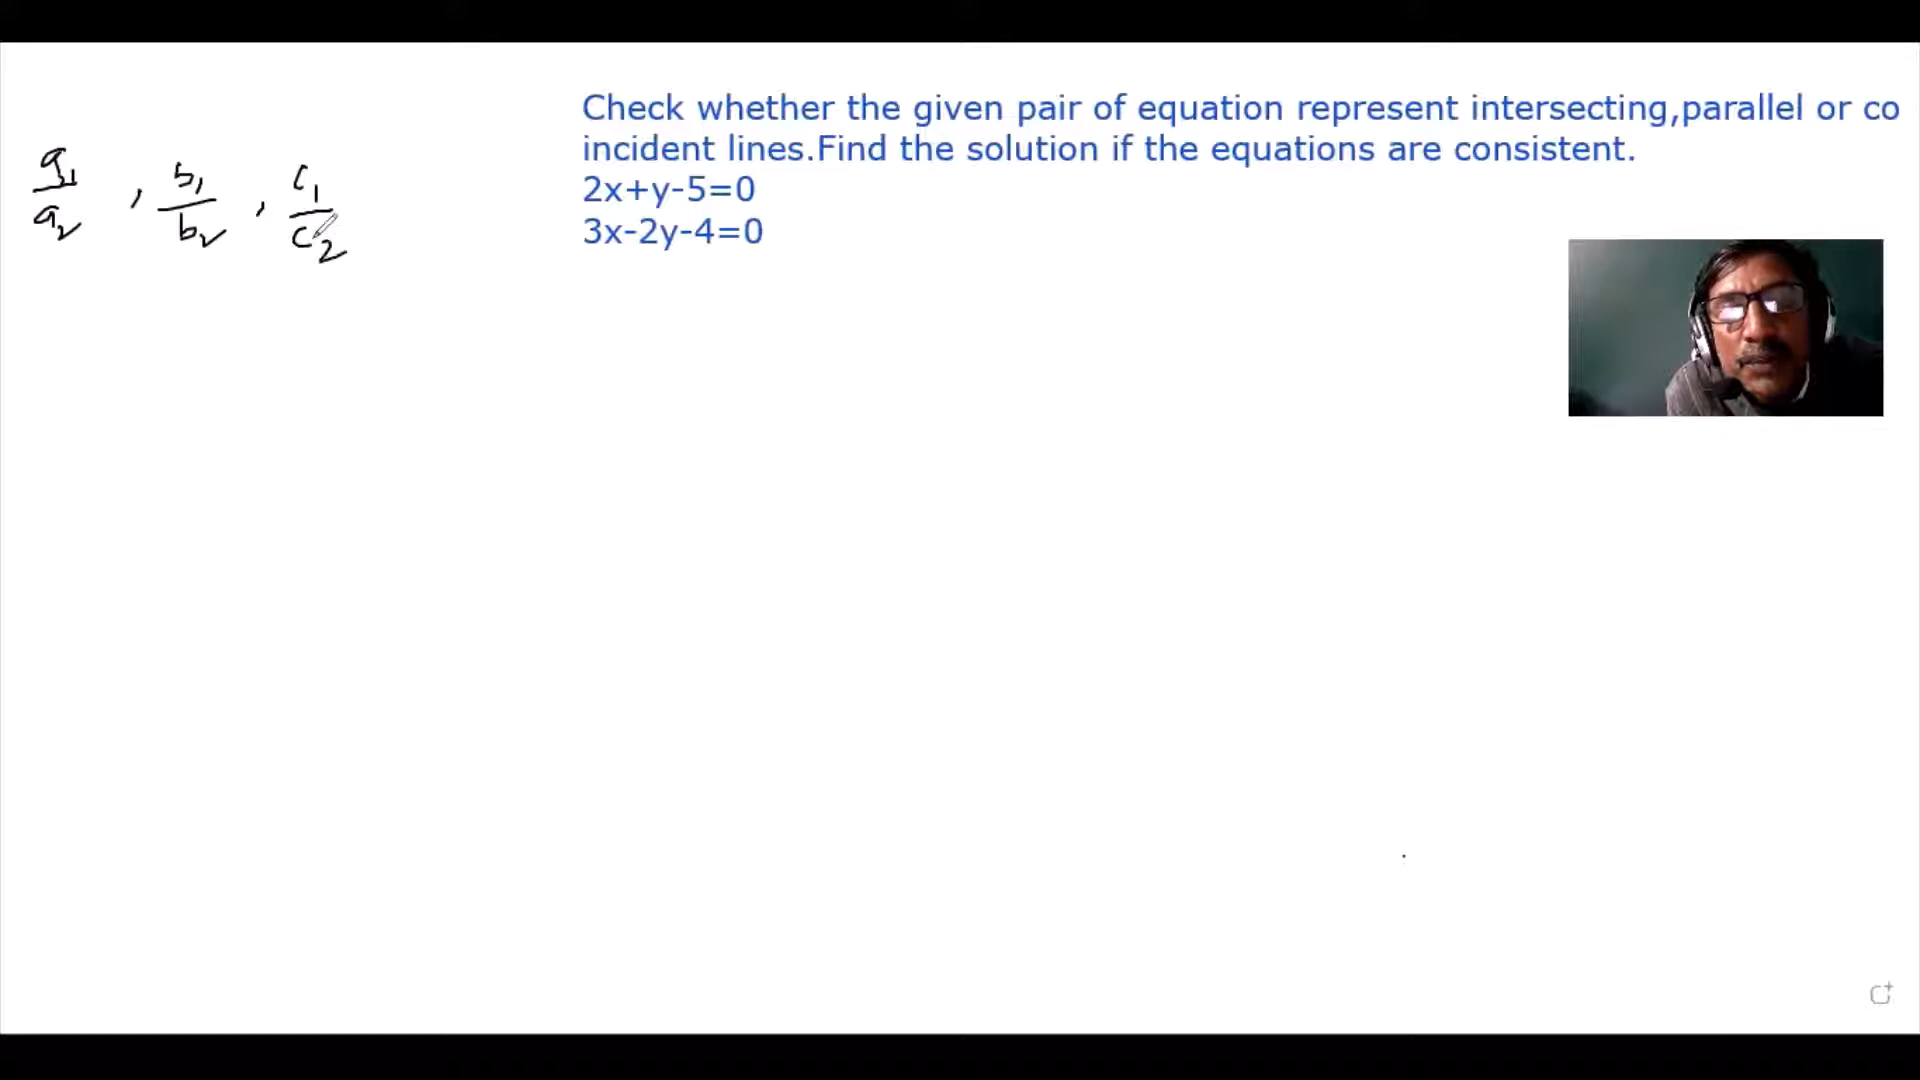 Check whether the given pair of equation represent intersecting,parallel or co
incident lines.Find the solution if the equations are consistent.
2x+y-5=0
3x-2y-4=0
a1/a2 , b1/b2 , c1/c2